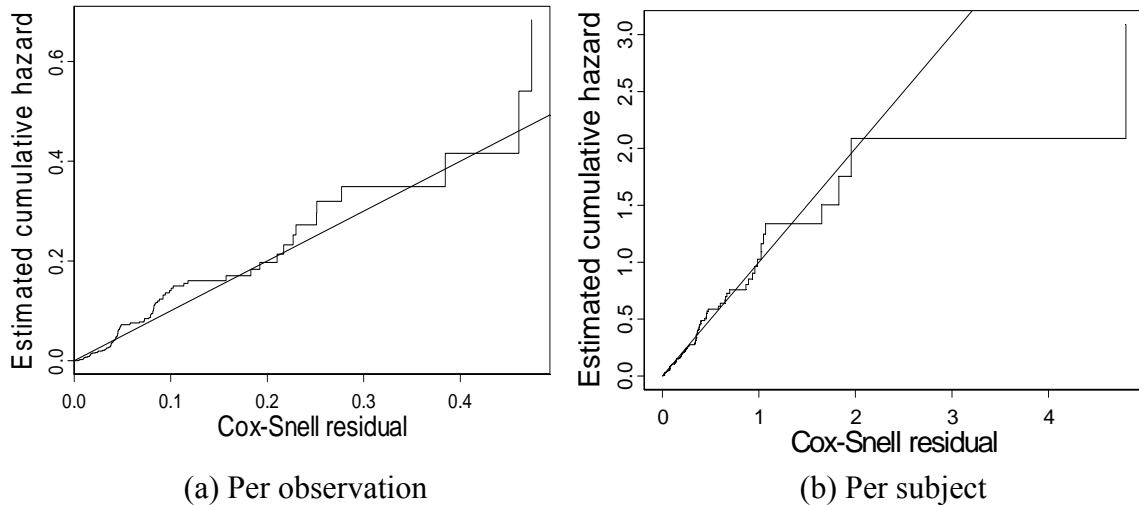 Estimated cumulative hazard
0.6
0.4
0.2
0.0
0.0 0.1 0.2 0.3 0.4
Cox-Snell residual
(a) Per observation
Estimated cumulative hazard
3.0
2.5
2.0
1.5
1.0
0.5
0.0
0 1 2 3 4
Cox-Snell residual
(b) Per subject